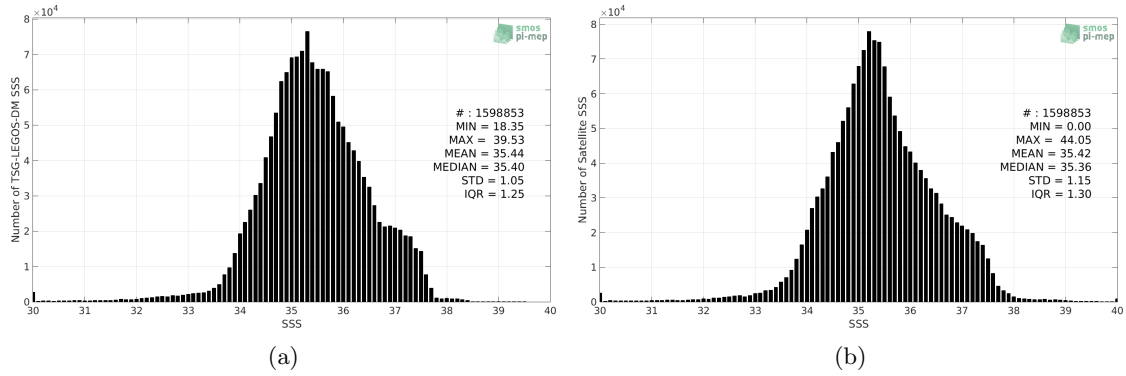 ×10⁴
8
7
6
5
4
3
2
1
0
Number of TSG-LEGOS-DM SSS
smos
pi-mep
# : 1598853
MIN = 18.35
MAX = 39.53
MEAN = 35.44
MEDIAN = 35.40
STD = 1.05
IQR = 1.25
30 31 32 33 34 35 36 37 38 39 40
SSS
(a)
×10⁴
8
7
6
5
4
3
2
1
0
Number of Satellite SSS
smos
pi-mep
# : 1598853
MIN = 0.00
MAX = 44.05
MEAN = 35.42
MEDIAN = 35.36
STD = 1.15
IQR = 1.30
30 31 32 33 34 35 36 37 38 39 40
SSS
(b)